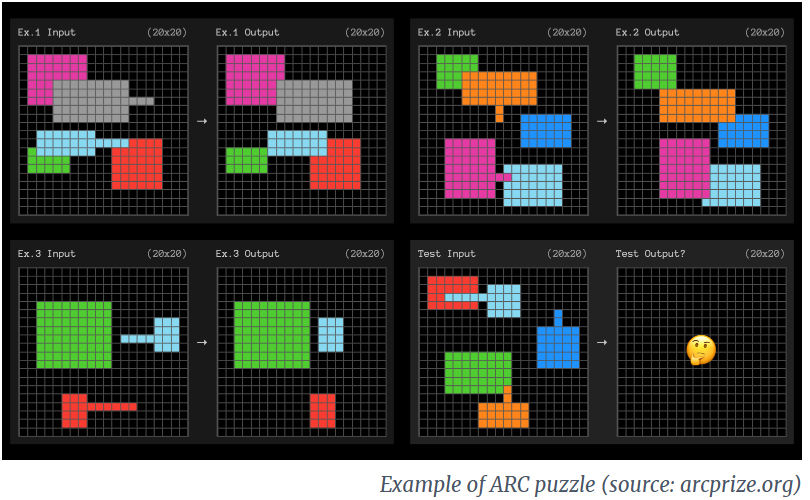 Ex.1 Input (20x20) Ex.1 Output (20x20)
Ex.2 Input (20x20) Ex.2 Output (20x20)
Ex.3 Input (20x20) Ex.3 Output (20x20)
Test Input (20x20) Test Output? (20x20)
Example of ARC puzzle (source: arcprize.org)